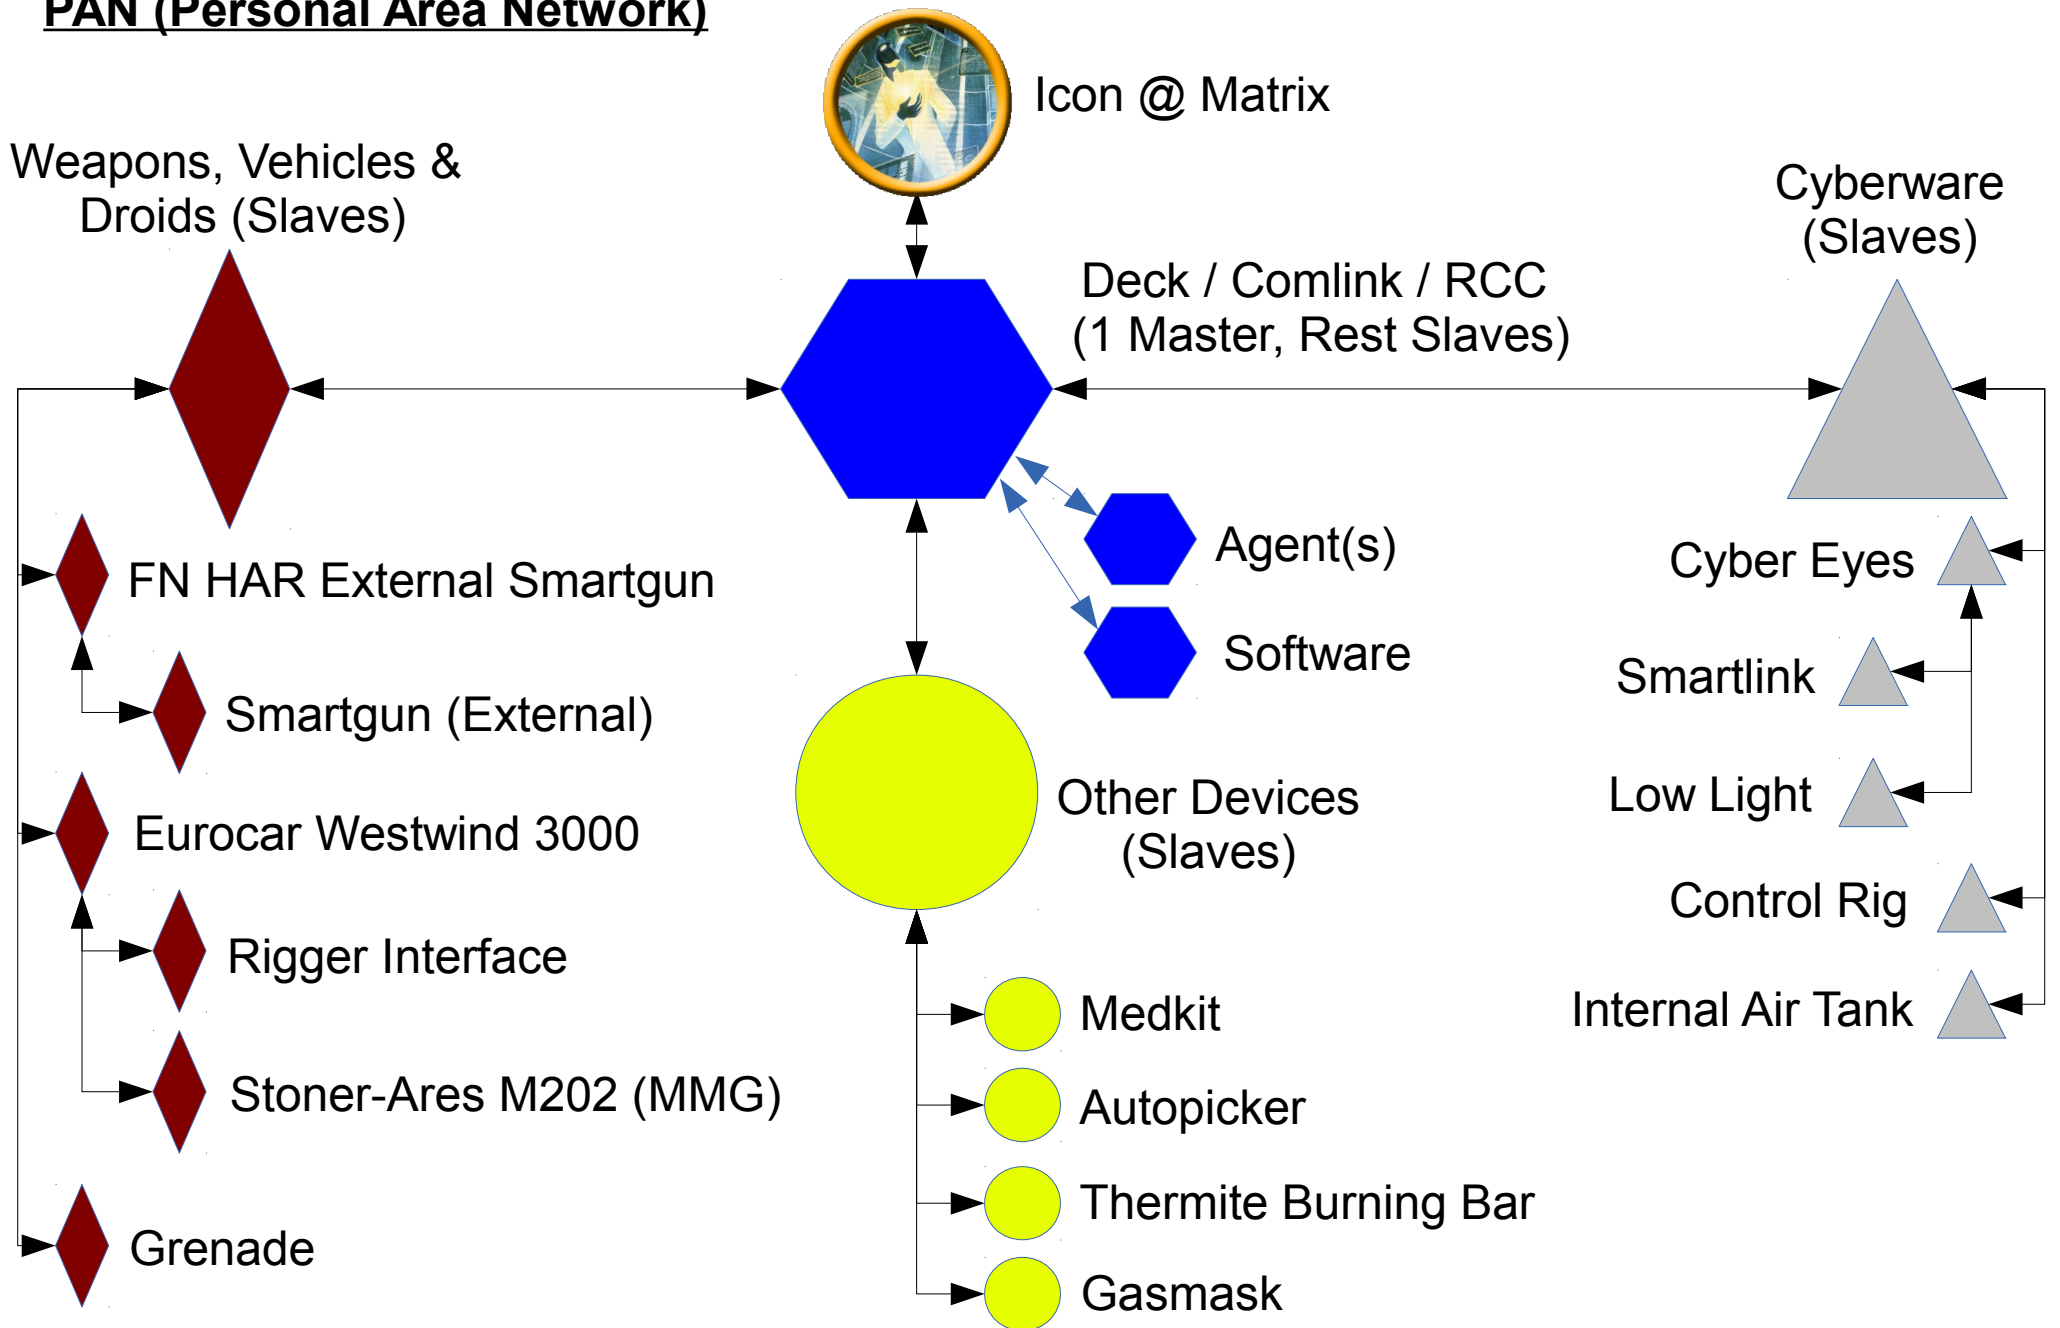 PAN (Personal Area Network)
Icon @ Matrix
Weapons, Vehicles &
Droids (Slaves)
Cyberware
(Slaves)
Deck / Comlink / RCC
(1 Master, Rest Slaves)
FN HAR External Smartgun
Smartgun (External)
Eurocar Westwind 3000
Rigger Interface
Stoner-Ares M202 (MMG)
Grenade
Agent(s)
Software
Other Devices
(Slaves)
Medkit
Autopicker
Thermite Burning Bar
Gasmask
Cyber Eyes
Smartlink
Low Light
Control Rig
Internal Air Tank